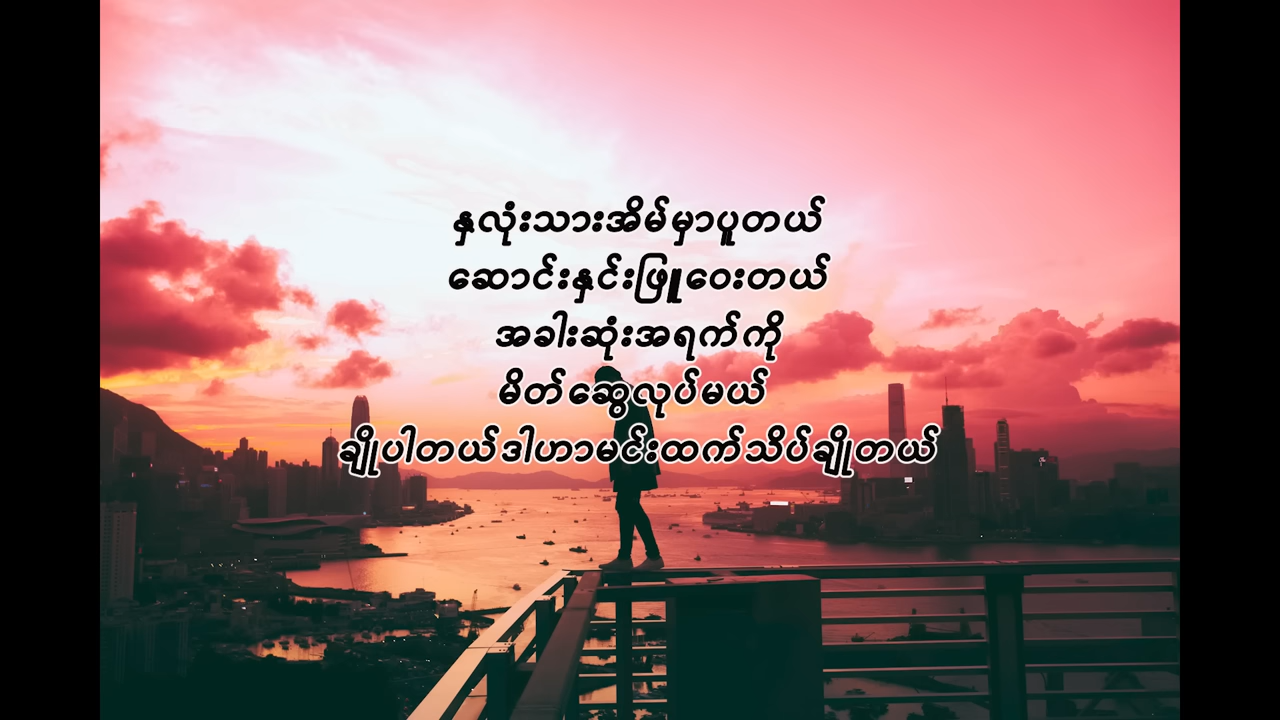 နှလုံးသားအိမ်မှာပူတယ်
ဆောင်းနှင်းဖြူဝေးတယ်
အခါးဆုံးအရက်ကို
မိတ်ဆွေလုပ်မယ်
ချိုပါတယ်ဒါဟာမင်းထက်သိပ်ချိုတယ်